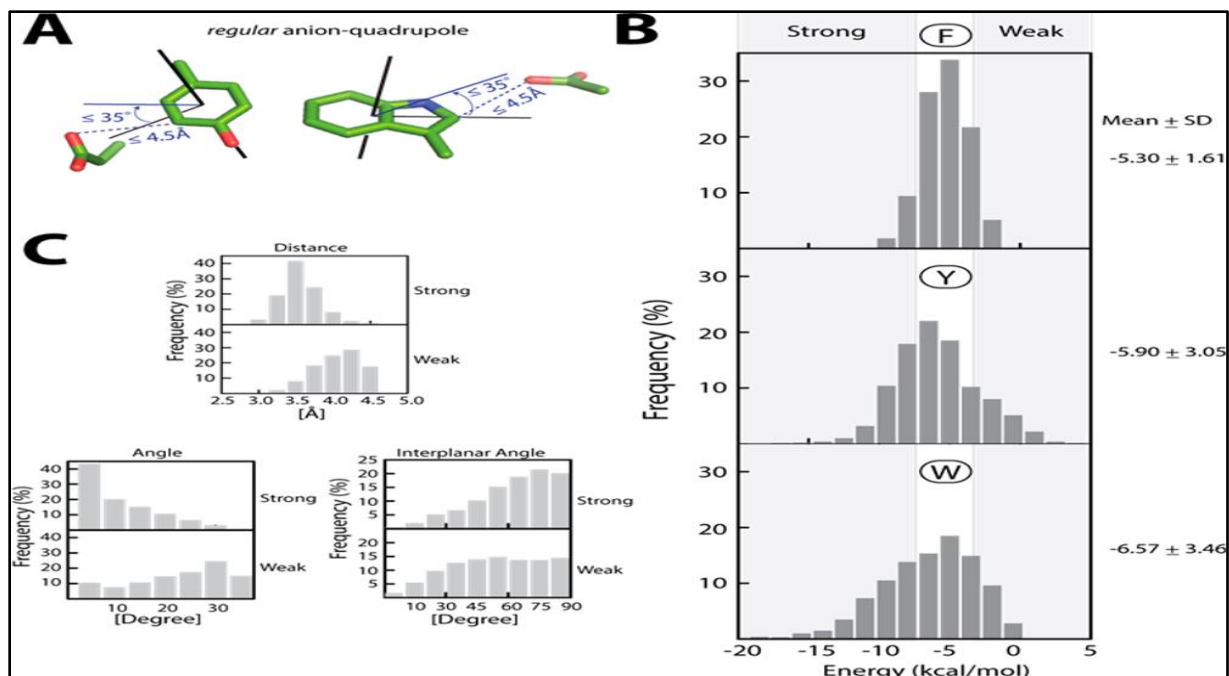 A
regular anion-quadrupole
≤ 35°
≤ 4.5Å
≤ 35°
≤ 4.5Å
B
Strong
F
Weak
30
20
10
Mean ± SD
-5.30 ± 1.61
Y
30
20
10
-5.90 ± 3.05
W
30
20
10
-6.57 ± 3.46
Frequency (%)
-20 -15 -10 -5 0 5
Energy (kcal/mol)
C
Distance
40
30
20
10
Strong
40
30
20
10
Weak
Frequency (%)
2.5 3.0 3.5 4.0 4.5 5.0
[Å]
Angle
40
30
20
10
Strong
40
20
10
Weak
Frequency (%)
10 20 30
[Degree]
Interplanar Angle
25
20
15
10
5
Strong
20
15
10
5
Weak
Frequency (%)
10 30 45 60 75 90
[Degree]